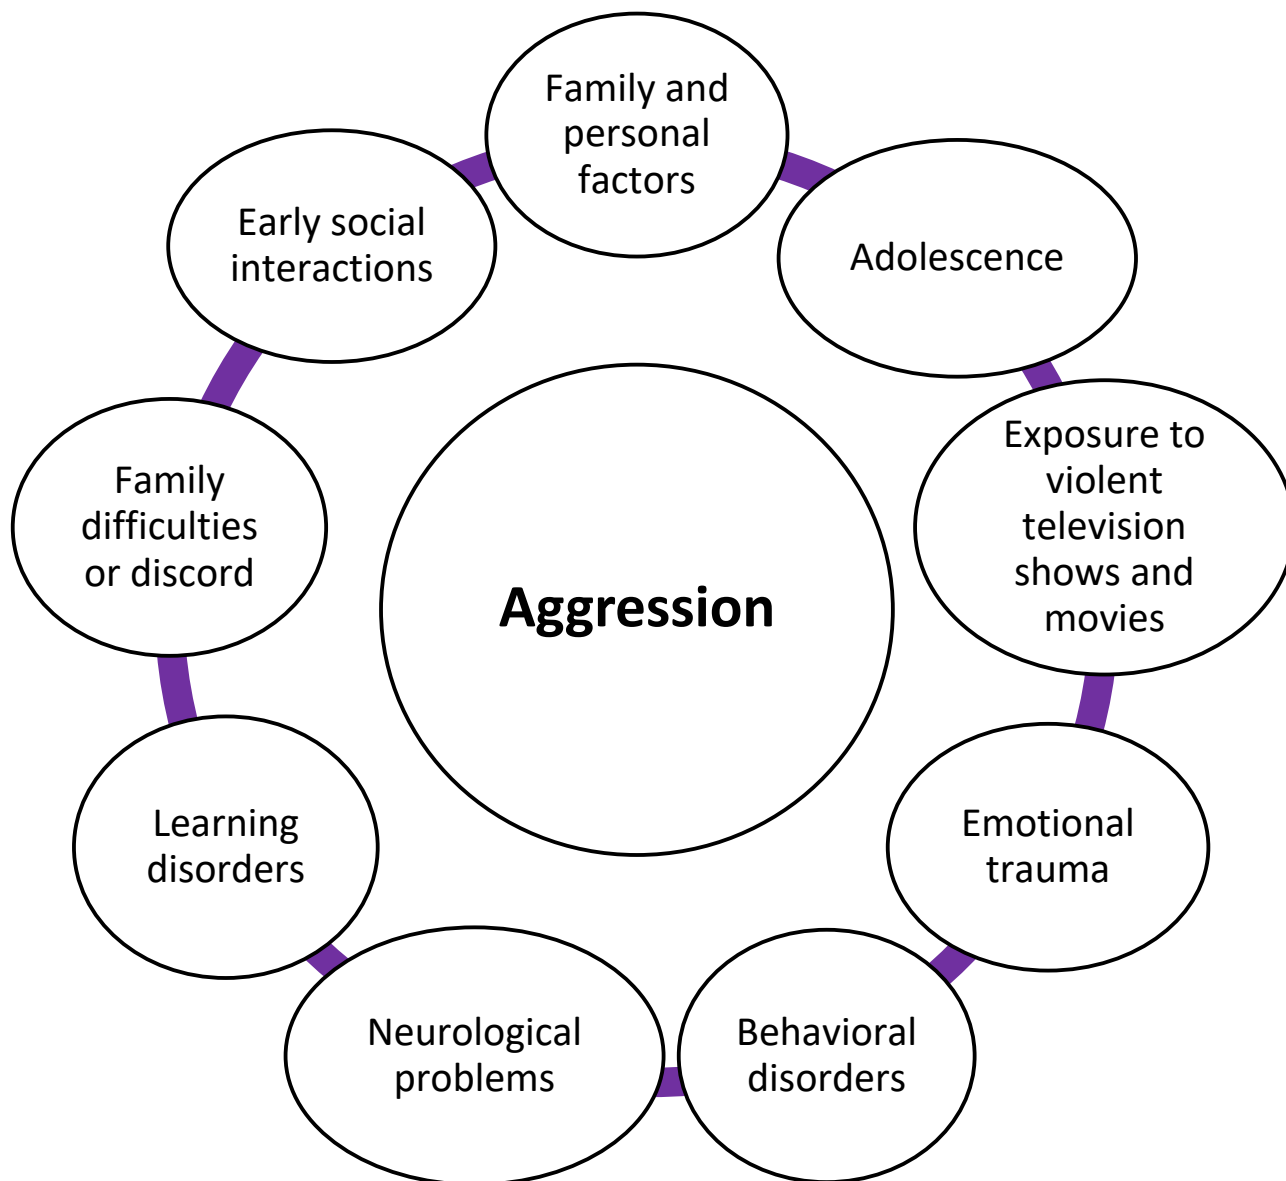 Family and
personal
factors
Adolescence
Exposure to
violent
television
shows and
movies
Emotional
trauma
Behavioral
disorders
Neurological
problems
Learning
disorders
Family
difficulties
or discord
Early social
interactions
Aggression